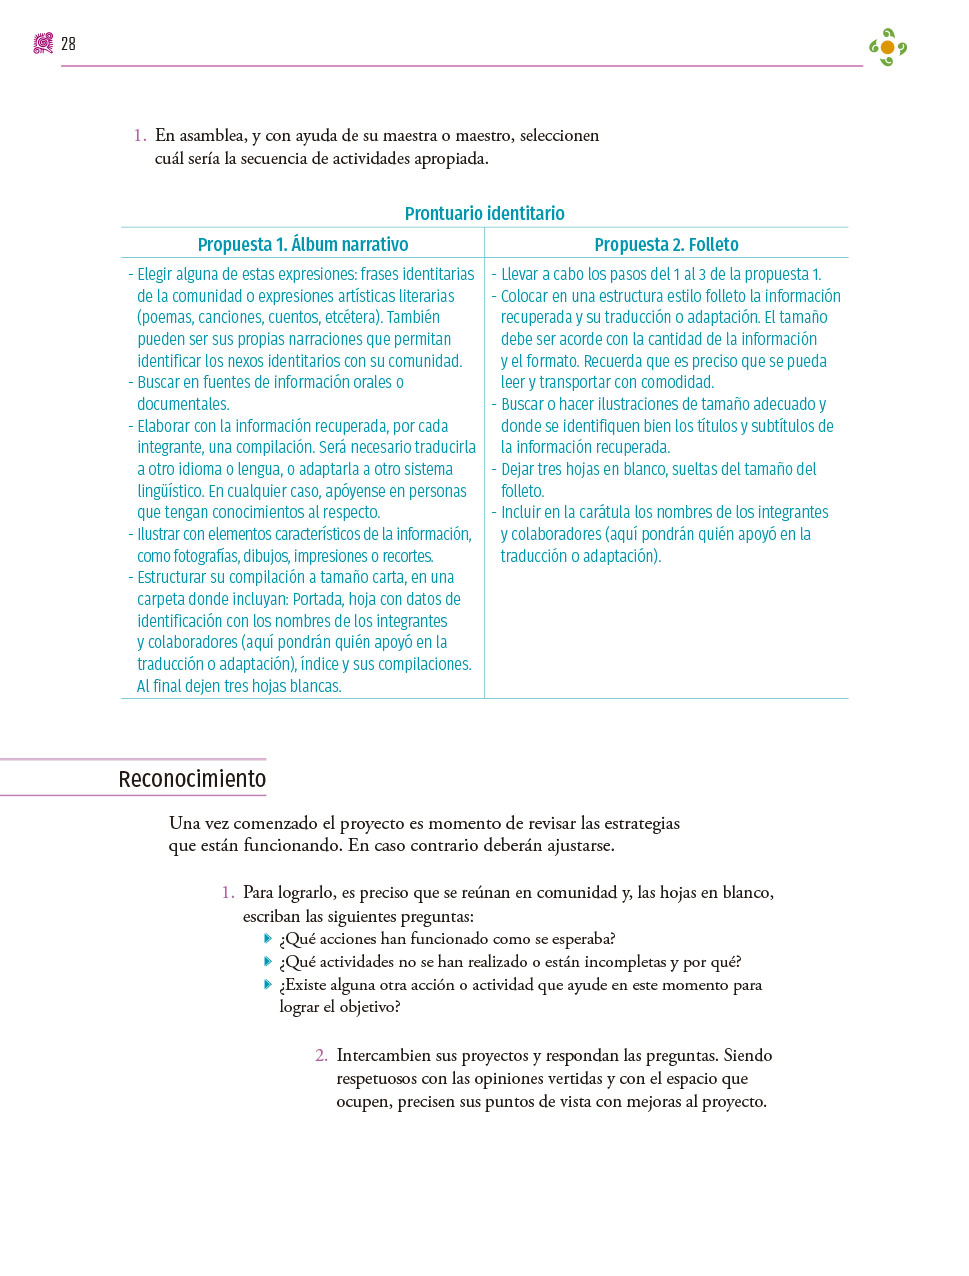 28
1. En asamblea, y con ayuda de su maestra o maestro, seleccionen
cuál sería la secuencia de actividades apropiada.
Prontuario identitario
Propuesta 1. Álbum narrativo
- Elegir alguna de estas expresiones: frases identitarias
de la comunidad o expresiones artísticas literarias
(poemas, canciones, cuentos, etcétera). También
pueden ser sus propias narraciones que permitan
identificar los nexos identitarios con su comunidad.
- Buscar en fuentes de información orales o
documentales.
- Elaborar con la información recuperada, por cada
integrante, una compilación. Será necesario traducirla
a otro idioma o lengua, o adaptarla a otro sistema
lingüístico. En cualquier caso, apóyense en personas
que tengan conocimientos al respecto.
- Ilustrar con elementos característicos de la información,
como fotografías, dibujos, impresiones o recortes.
- Estructurar su compilación a tamaño carta, en una
carpeta donde incluyan: Portada, hoja con datos de
identificación con los nombres de los integrantes
y colaboradores (aquí pondrán quién apoyó en la
traducción o adaptación), índice y sus compilaciones.
Al final dejen tres hojas blancas.
Propuesta 2. Folleto
- Llevar a cabo los pasos del 1 al 3 de la propuesta 1.
- Colocar en una estructura estilo folleto la información
recuperada y su traducción o adaptación. El tamaño
debe ser acorde con la cantidad de la información
y el formato. Recuerda que es preciso que se pueda
leer y transportar con comodidad.
- Buscar o hacer ilustraciones de tamaño adecuado y
donde se identifiquen bien los títulos y subtítulos de
la información recuperada.
- Dejar tres hojas en blanco, sueltas del tamaño del
folleto.
- Incluir en la carátula los nombres de los integrantes
y colaboradores (aquí pondrán quién apoyó en la
traducción o adaptación).
Reconocimiento
Una vez comenzado el proyecto es momento de revisar las estrategias
que están funcionando. En caso contrario deberán ajustarse.
1. Para lograrlo, es preciso que se reúnan en comunidad y, las hojas en blanco,
escriban las siguientes preguntas:
¿Qué acciones han funcionado como se esperaba?
¿Qué actividades no se han realizado o están incompletas y por qué?
¿Existe alguna otra acción o actividad que ayude en este momento para
lograr el objetivo?
2. Intercambien sus proyectos y respondan las preguntas. Siendo
respetuosos con las opiniones vertidas y con el espacio que
ocupen, precisen sus puntos de vista con mejoras al proyecto.